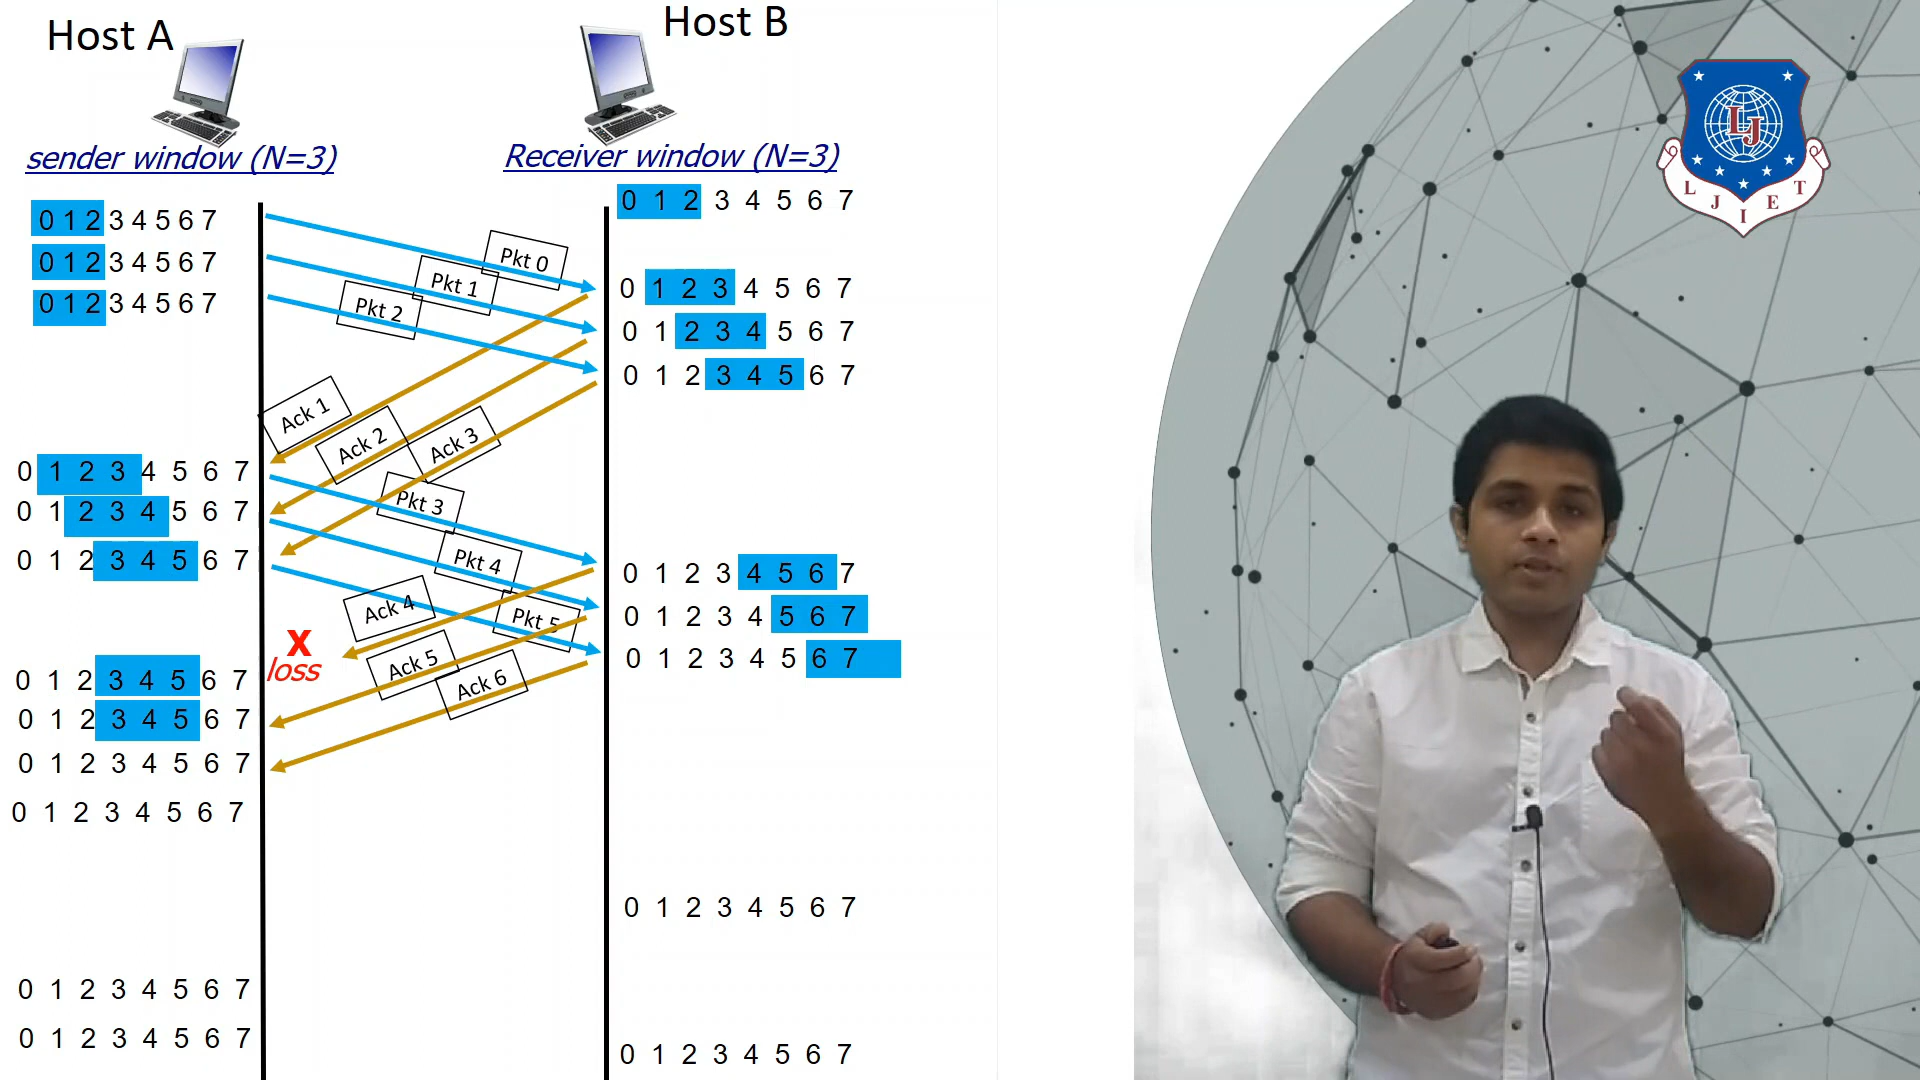 Host A
Host B
sender window (N=3)
Receiver window (N=3)
0 1 2 3 4 5 6 7
0 1 2 3 4 5 6 7
0 1 2 3 4 5 6 7
0 1 2 3 4 5 6 7
0 1 2 3 4 5 6 7
0 1 2 3 4 5 6 7
0 1 2 3 4 5 6 7
Pkt 0
Pkt 1
Pkt 2
Ack 1
Ack 2
Ack 3
0 1 2 3 4 5 6 7
0 1 2 3 4 5 6 7
0 1 2 3 4 5 6 7
Pkt 3
Pkt 4
Pkt 5
0 1 2 3 4 5 6 7
0 1 2 3 4 5 6 7
0 1 2 3 4 5 6 7
Ack 4
Ack 5
Ack 6
X
loss
0 1 2 3 4 5 6 7
0 1 2 3 4 5 6 7
0 1 2 3 4 5 6 7
0 1 2 3 4 5 6 7
0 1 2 3 4 5 6 7
0 1 2 3 4 5 6 7
0 1 2 3 4 5 6 7
0 1 2 3 4 5 6 7
LJ
L J I E T